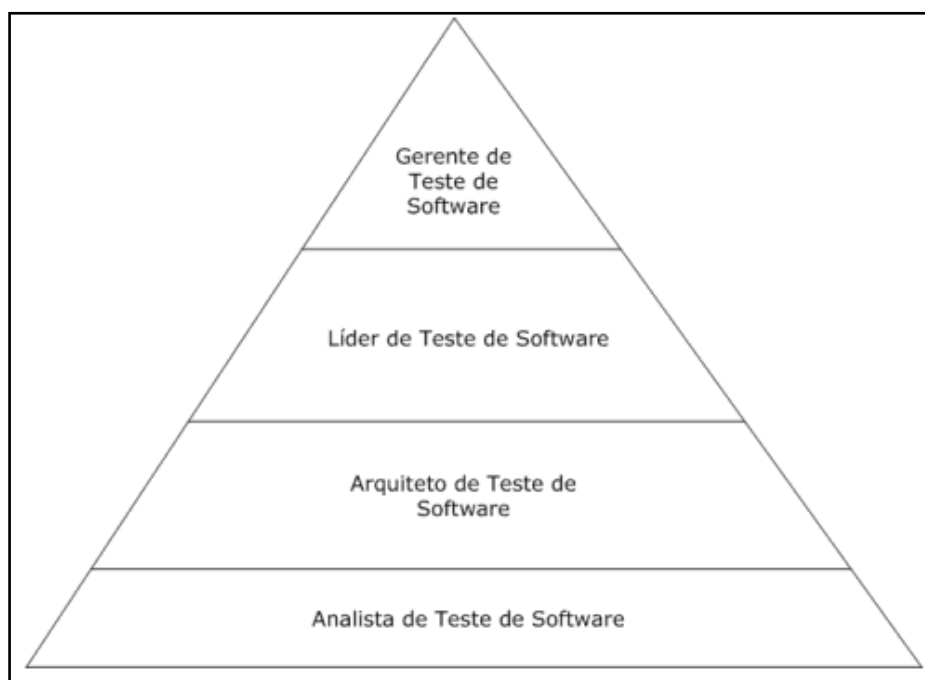 Gerente de
Teste de
Software
Líder de Teste de Software
Arquiteto de Teste de
Software
Analista de Teste de Software